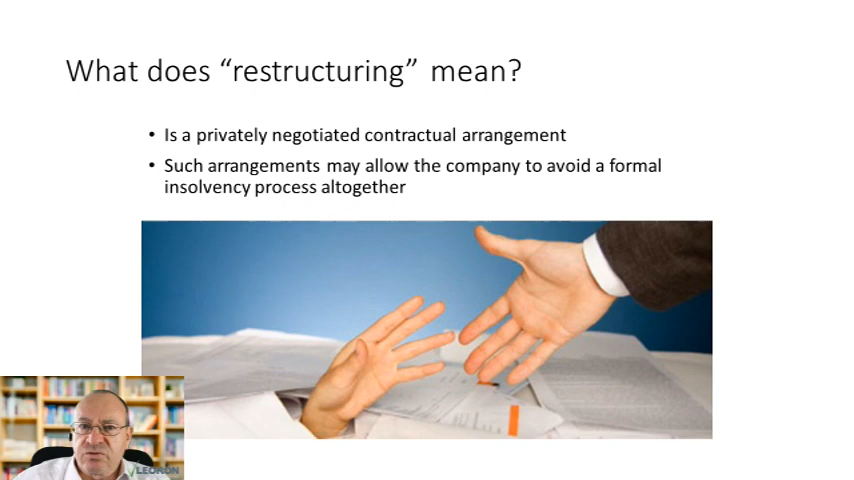 What does “restructuring” mean?
• Is a privately negotiated contractual arrangement
• Such arrangements may allow the company to avoid a formal
insolvency process altogether
LEORON